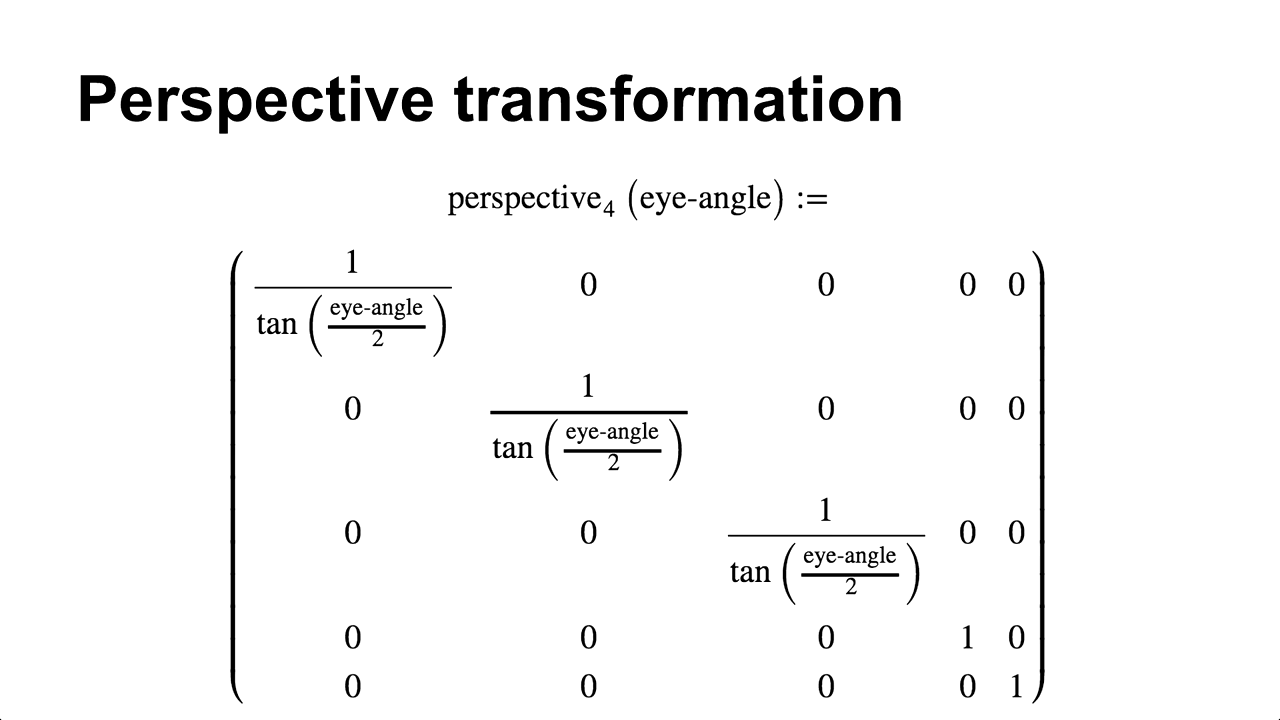 Perspective transformation
perspective₄ (eye-angle) :=
1 / tan (eye-angle / 2) 0 0 0 0
0 1 / tan (eye-angle / 2) 0 0 0
0 0 1 / tan (eye-angle / 2) 0 0
0 0 0 1 0
0 0 0 0 1